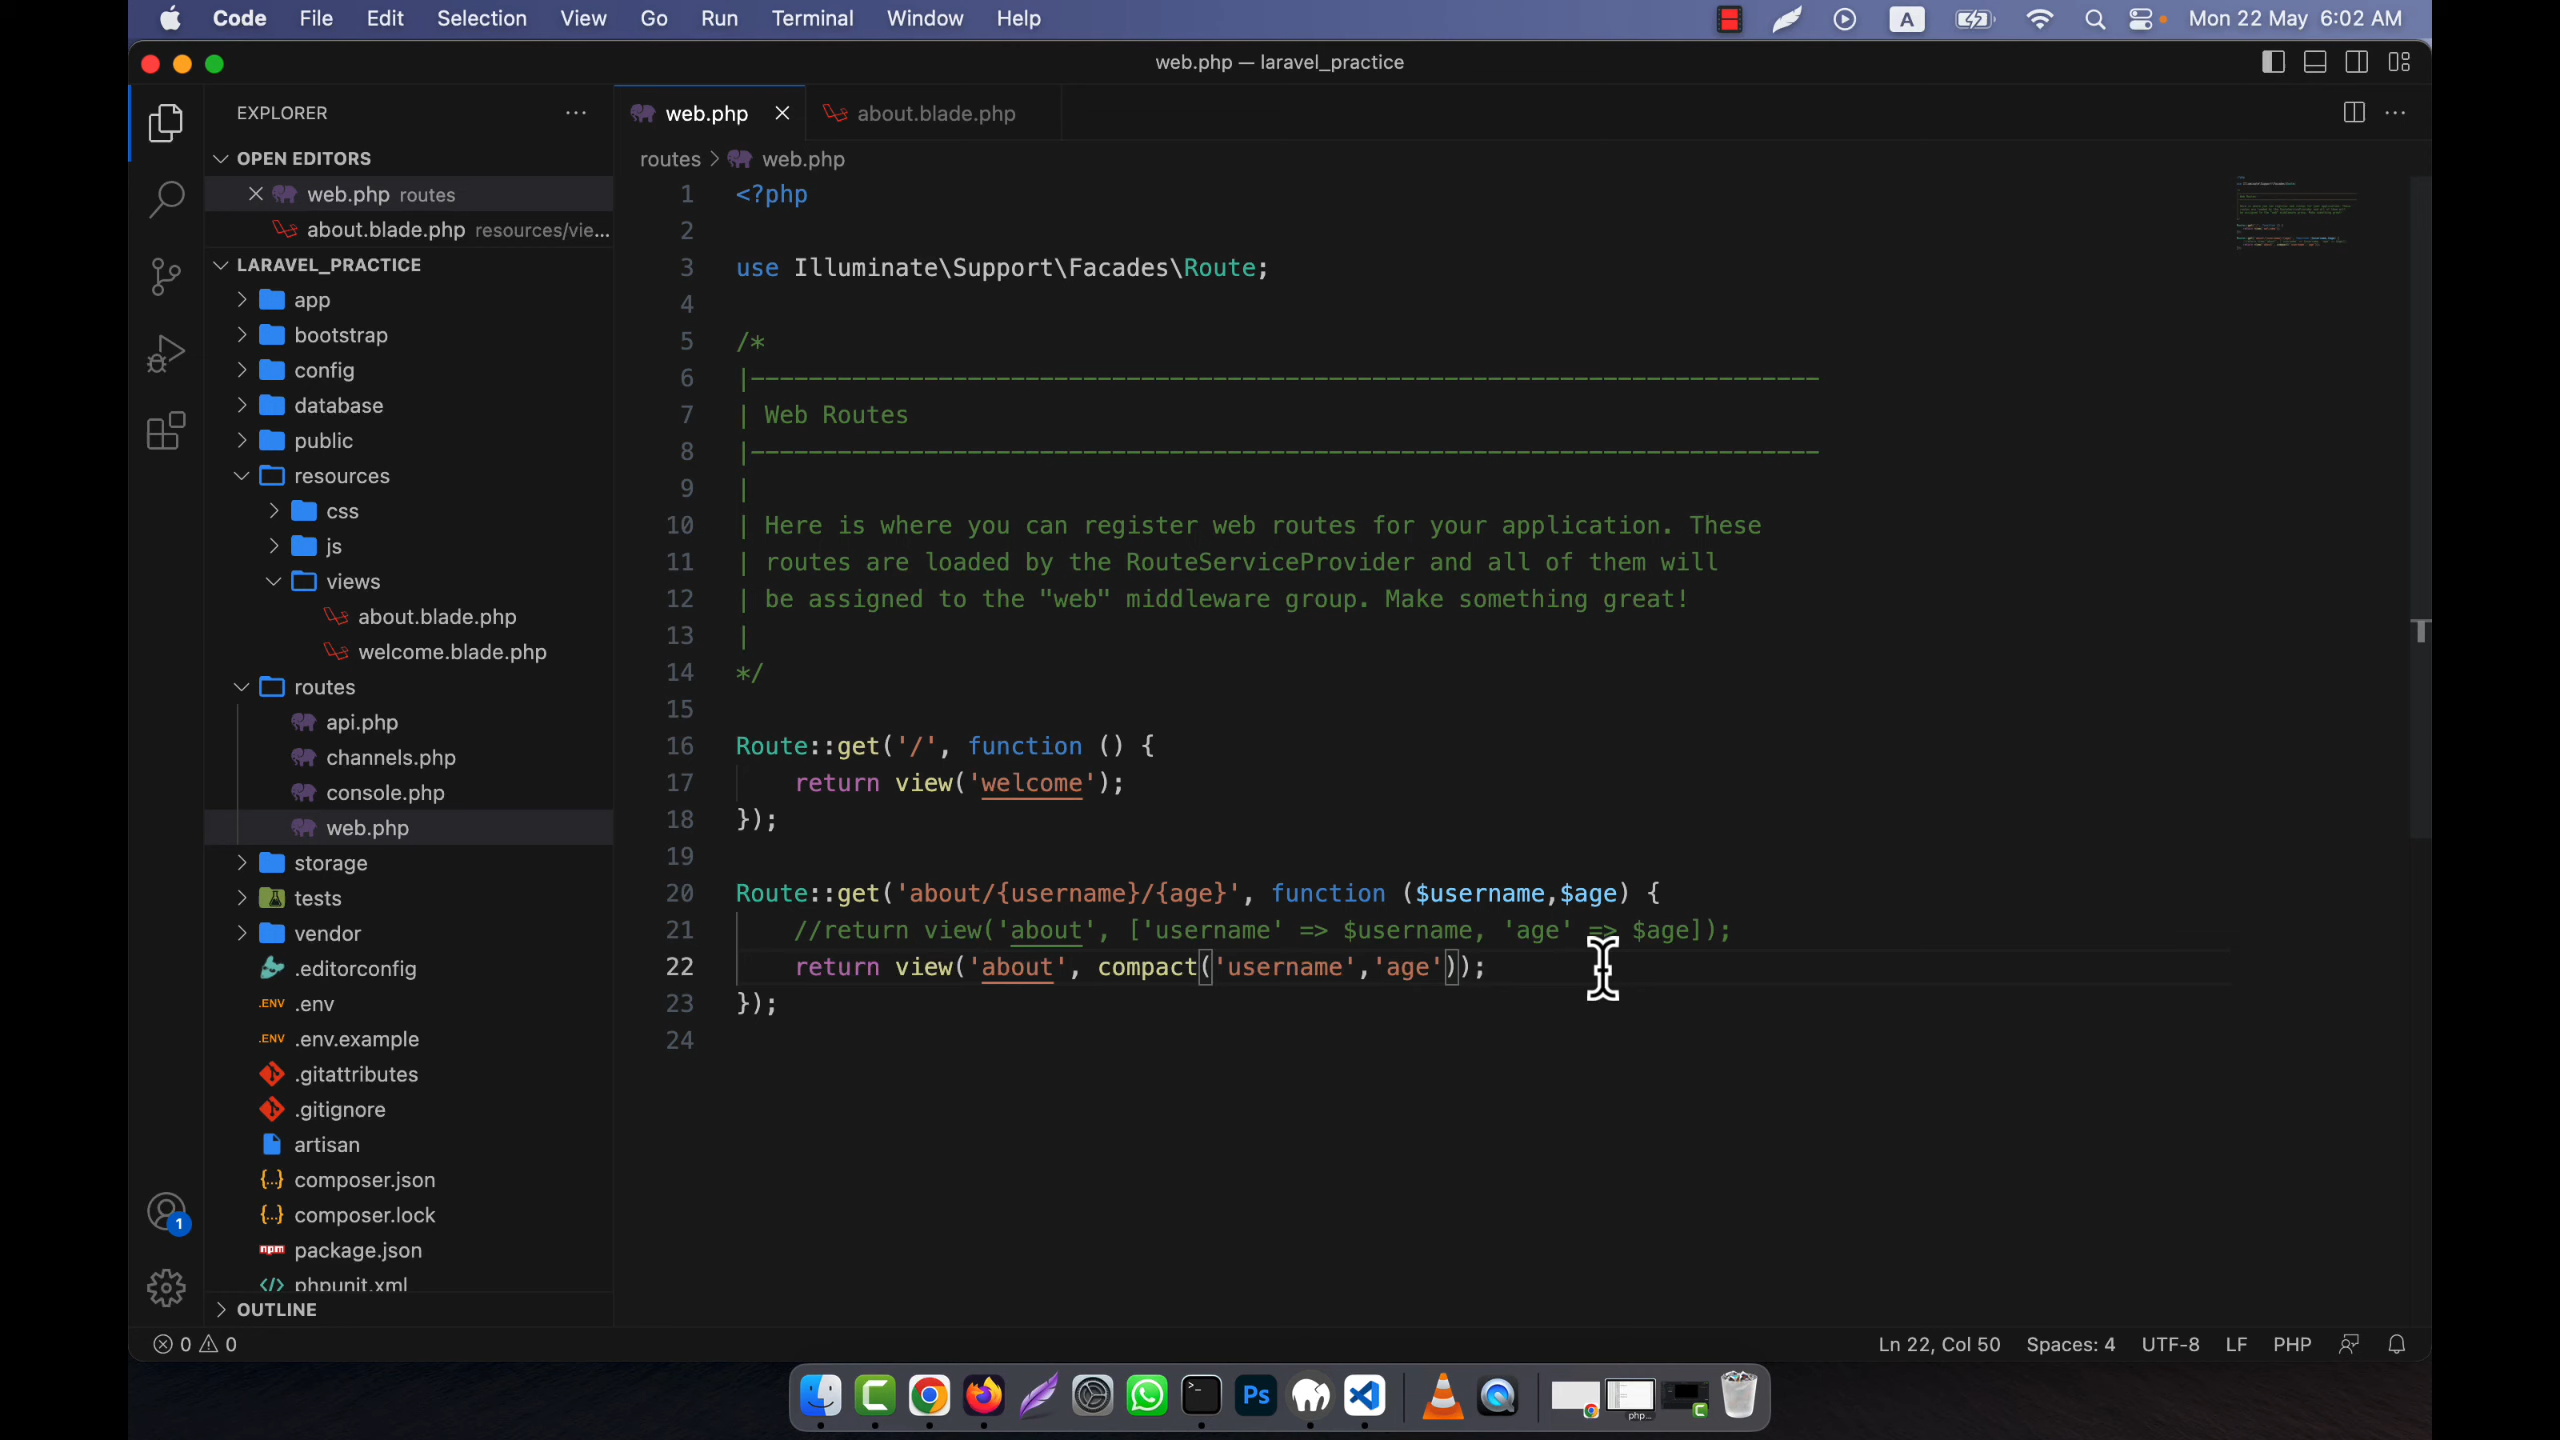 Code File Edit Selection View Go Run Terminal Window Help A Mon 22 May 6:02 AM
web.php — laravel_practice
EXPLORER
web.php
about.blade.php
OPEN EDITORS
routes > web.php
web.php routes
about.blade.php resources/vie...
LARAVEL_PRACTICE
app
bootstrap
config
database
public
resources
css
js
views
about.blade.php
welcome.blade.php
routes
api.php
channels.php
console.php
web.php
storage
tests
vendor
.editorconfig
.ENV .env
.ENV .env.example
.gitattributes
.gitignore
artisan
{..} composer.json
{..} composer.lock
npm package.json
</> phpunit.xml
OUTLINE
1 <?php
2
3 use Illuminate\Support\Facades\Route;
4
5 /*
6 |--------------------------------------------------------------------------
7 | Web Routes
8 |--------------------------------------------------------------------------
9 |
10 | Here is where you can register web routes for your application. These
11 | routes are loaded by the RouteServiceProvider and all of them will
12 | be assigned to the "web" middleware group. Make something great!
13 |
14 */
15
16 Route::get('/', function () {
17 return view('welcome');
18 });
19
20 Route::get('about/{username}/{age}', function ($username,$age) {
21 //return view('about', ['username' => $username, 'age' => $age]);
22 return view('about', compact('username','age'));
23 });
24
1
0 0
Ln 22, Col 50 Spaces: 4 UTF-8 LF PHP
Ps
php...